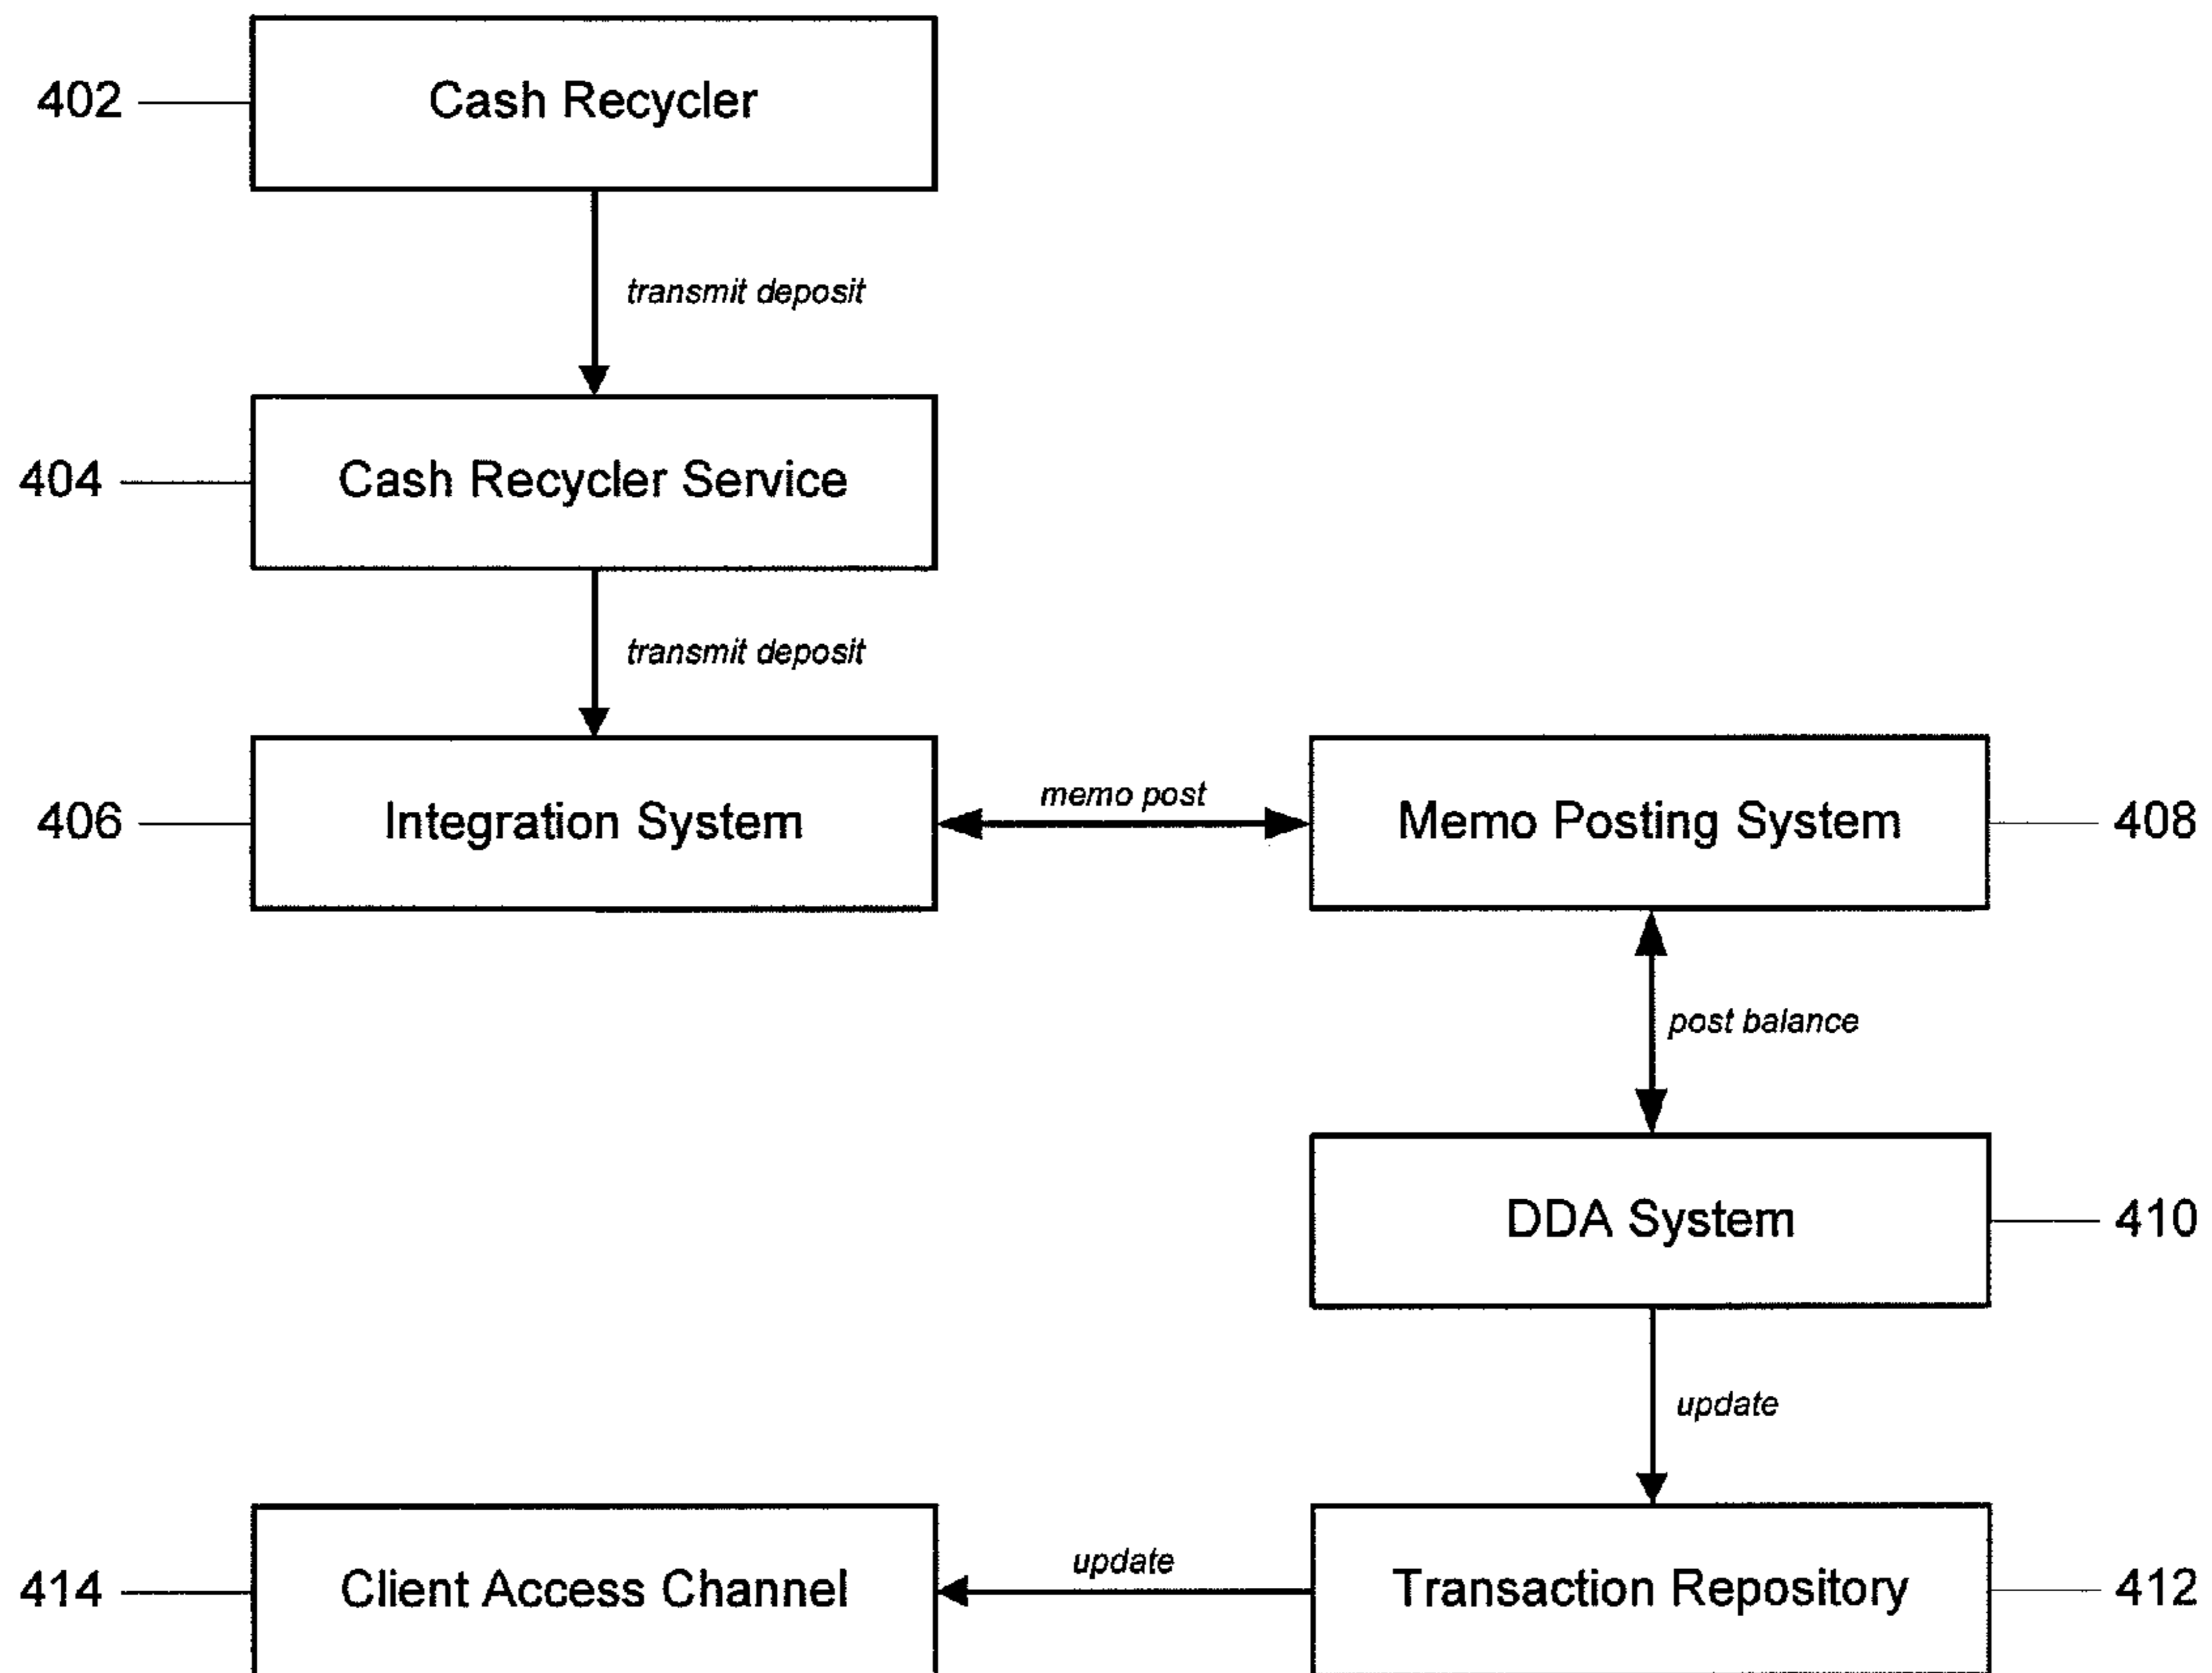 402
Cash Recycler
transmit deposit
404
Cash Recycler Service
transmit deposit
406
Integration System
memo post
Memo Posting System
408
post balance
DDA System
410
update
414
Client Access Channel
update
Transaction Repository
412